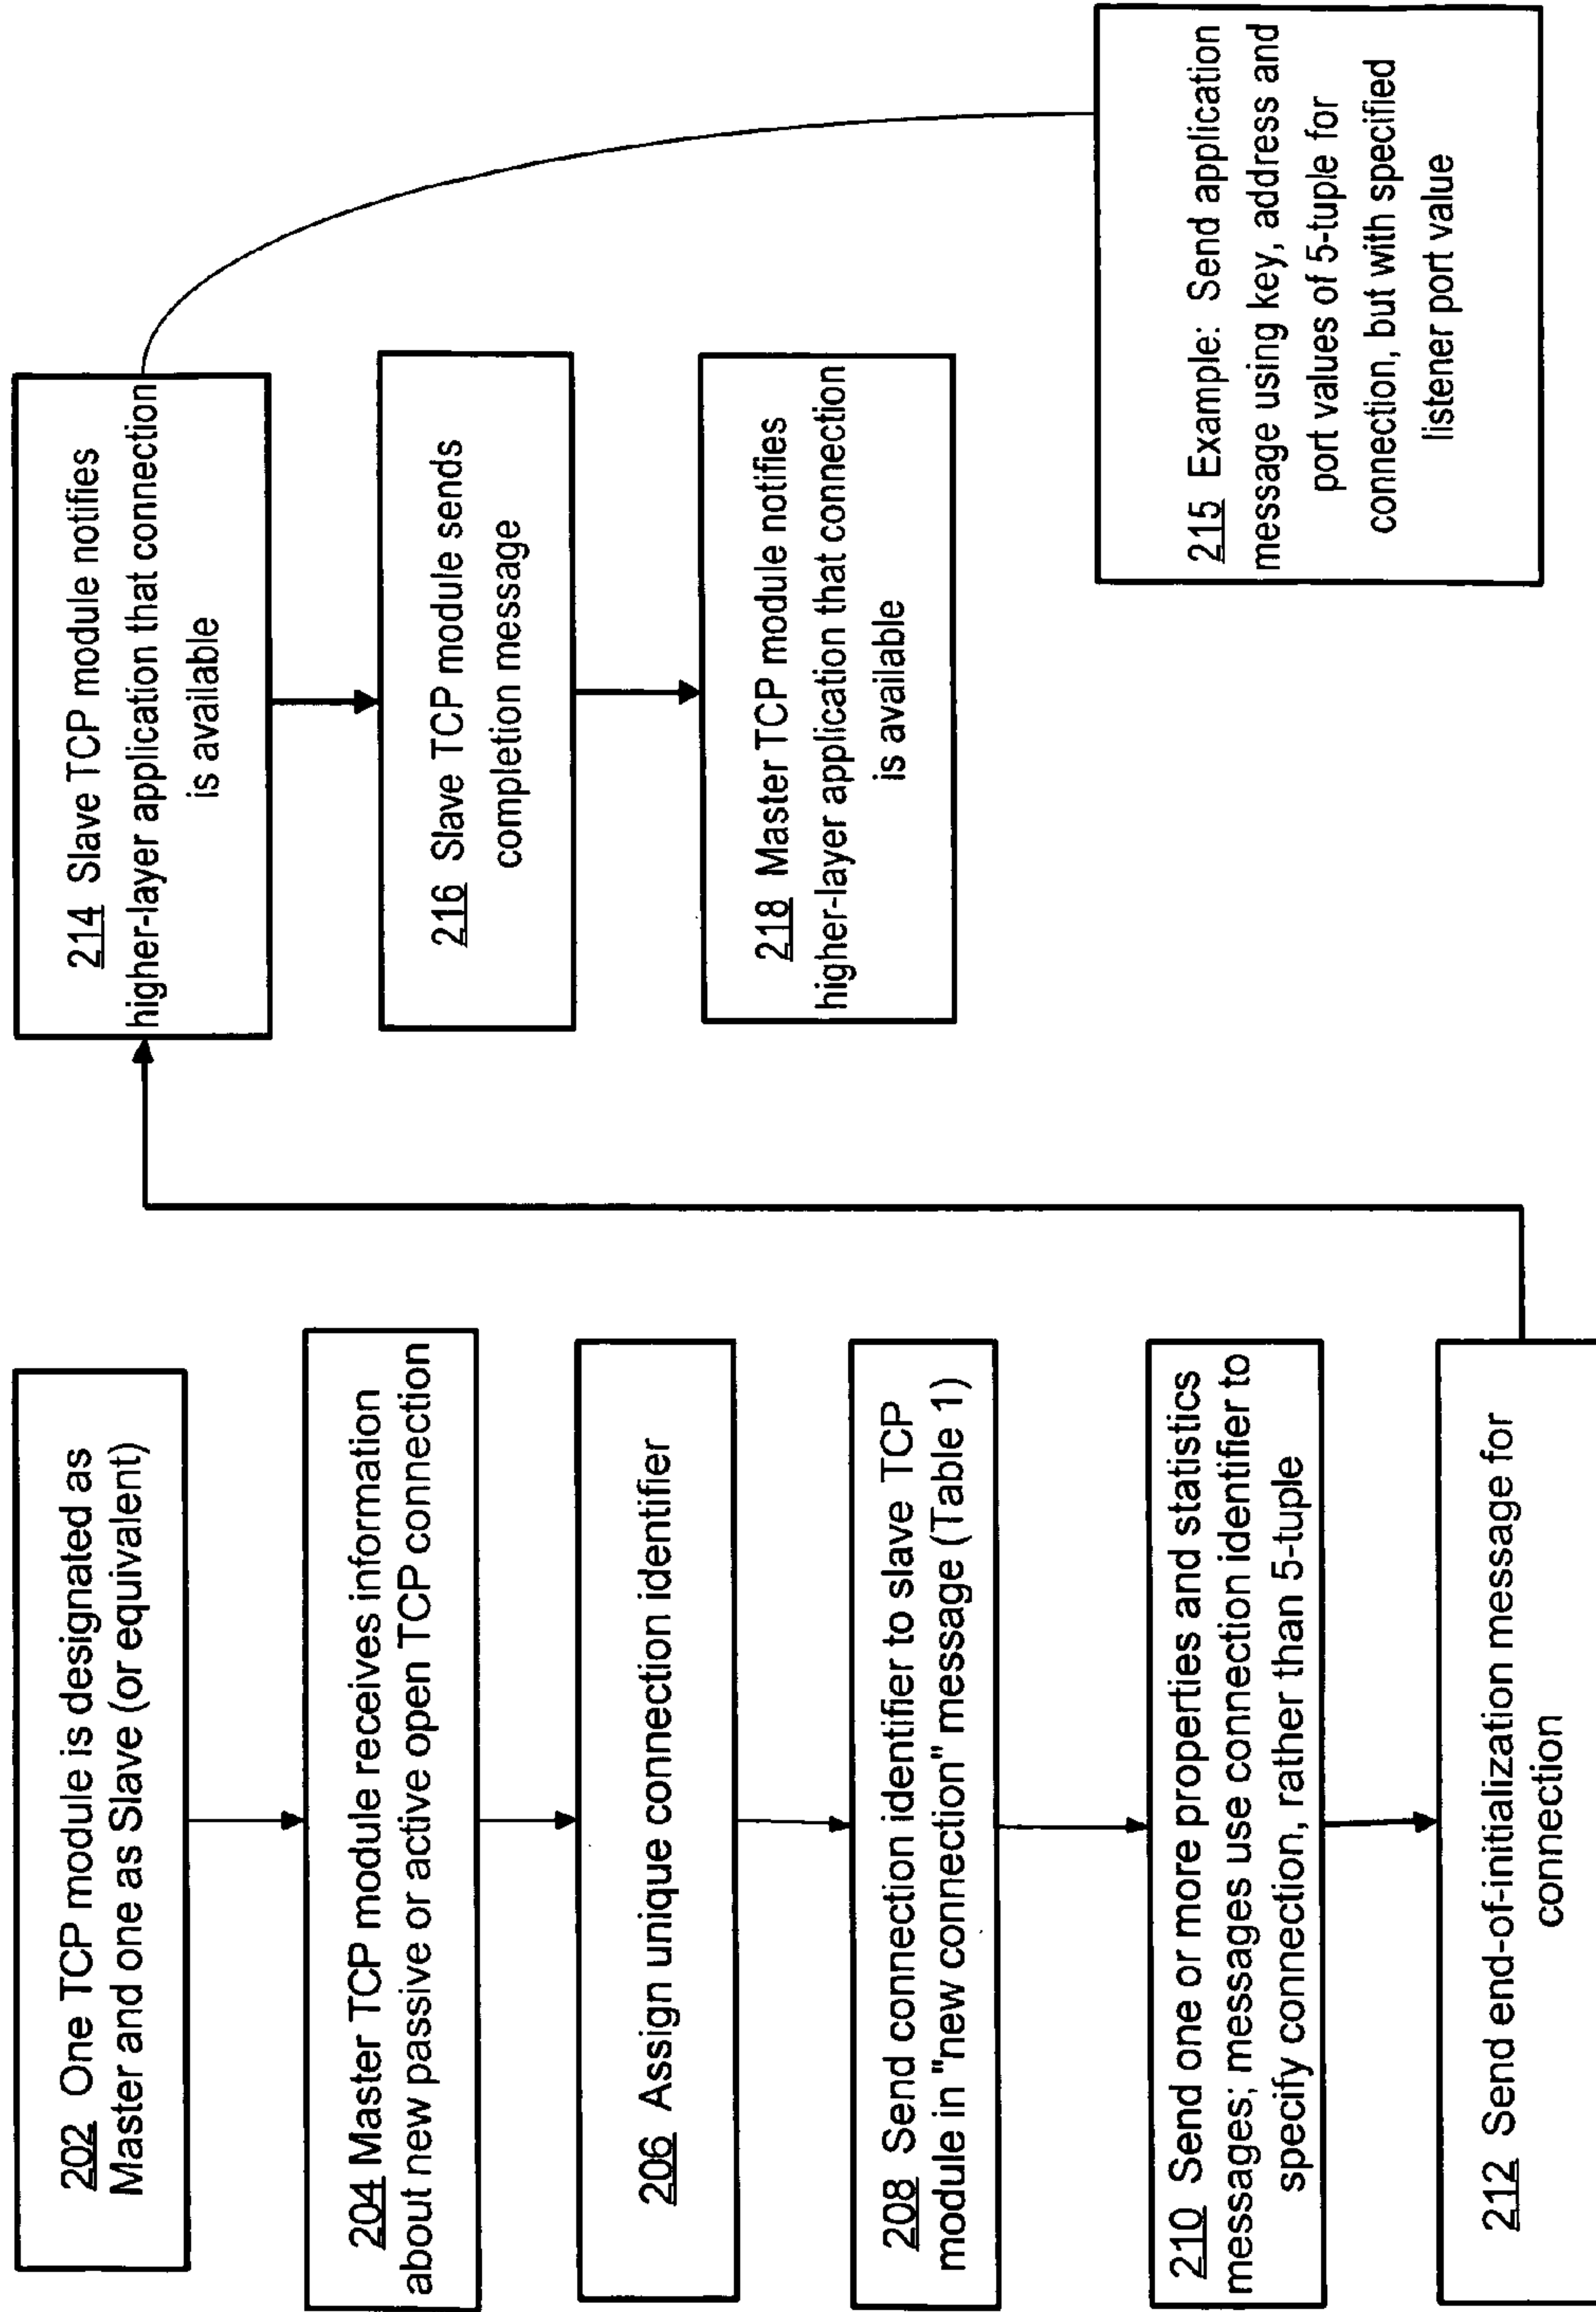 202 One TCP module is designated as
Master and one as Slave (or equivalent)
204 Master TCP module receives information
about new passive or active open TCP connection
206 Assign unique connection identifier
208 Send connection identifier to slave TCP
module in "new connection" message (Table 1)
210 Send one or more properties and statistics
messages; messages use connection identifier to
specify connection, rather than 5-tuple
212 Send end-of-initialization message for
connection
214 Slave TCP module notifies
higher-layer application that connection
is available
216 Slave TCP module sends
completion message
218 Master TCP module notifies
higher-layer application that connection
is available
215 Example: Send application
message using key, address and
port values of 5-tuple for
connection, but with specified
listener port value